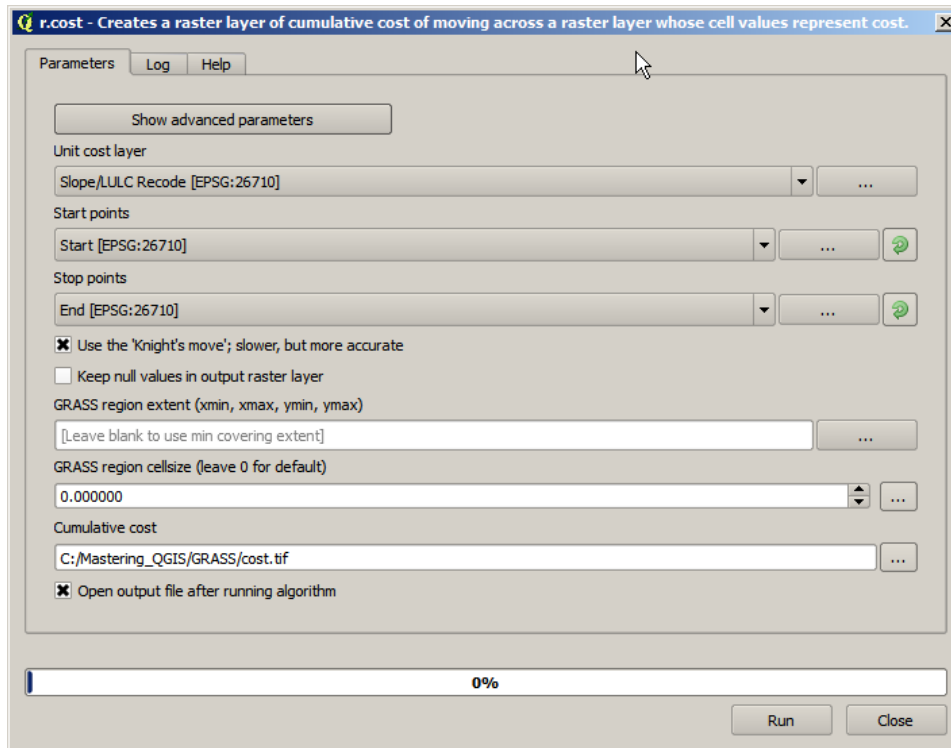 r.cost - Creates a raster layer of cumulative cost of moving across a raster layer whose cell values represent cost.
Parameters Log Help
Show advanced parameters
Unit cost layer
Slope/LULC Recode [EPSG:26710] ...
Start points
Start [EPSG:26710] ...
Stop points
End [EPSG:26710] ...
Use the 'Knight's move'; slower, but more accurate
Keep null values in output raster layer
GRASS region extent (xmin, xmax, ymin, ymax)
[Leave blank to use min covering extent] ...
GRASS region cellsize (leave 0 for default)
0.000000 ...
Cumulative cost
C:/Mastering_QGIS/GRASS/cost.tif ...
Open output file after running algorithm
0%
Run Close